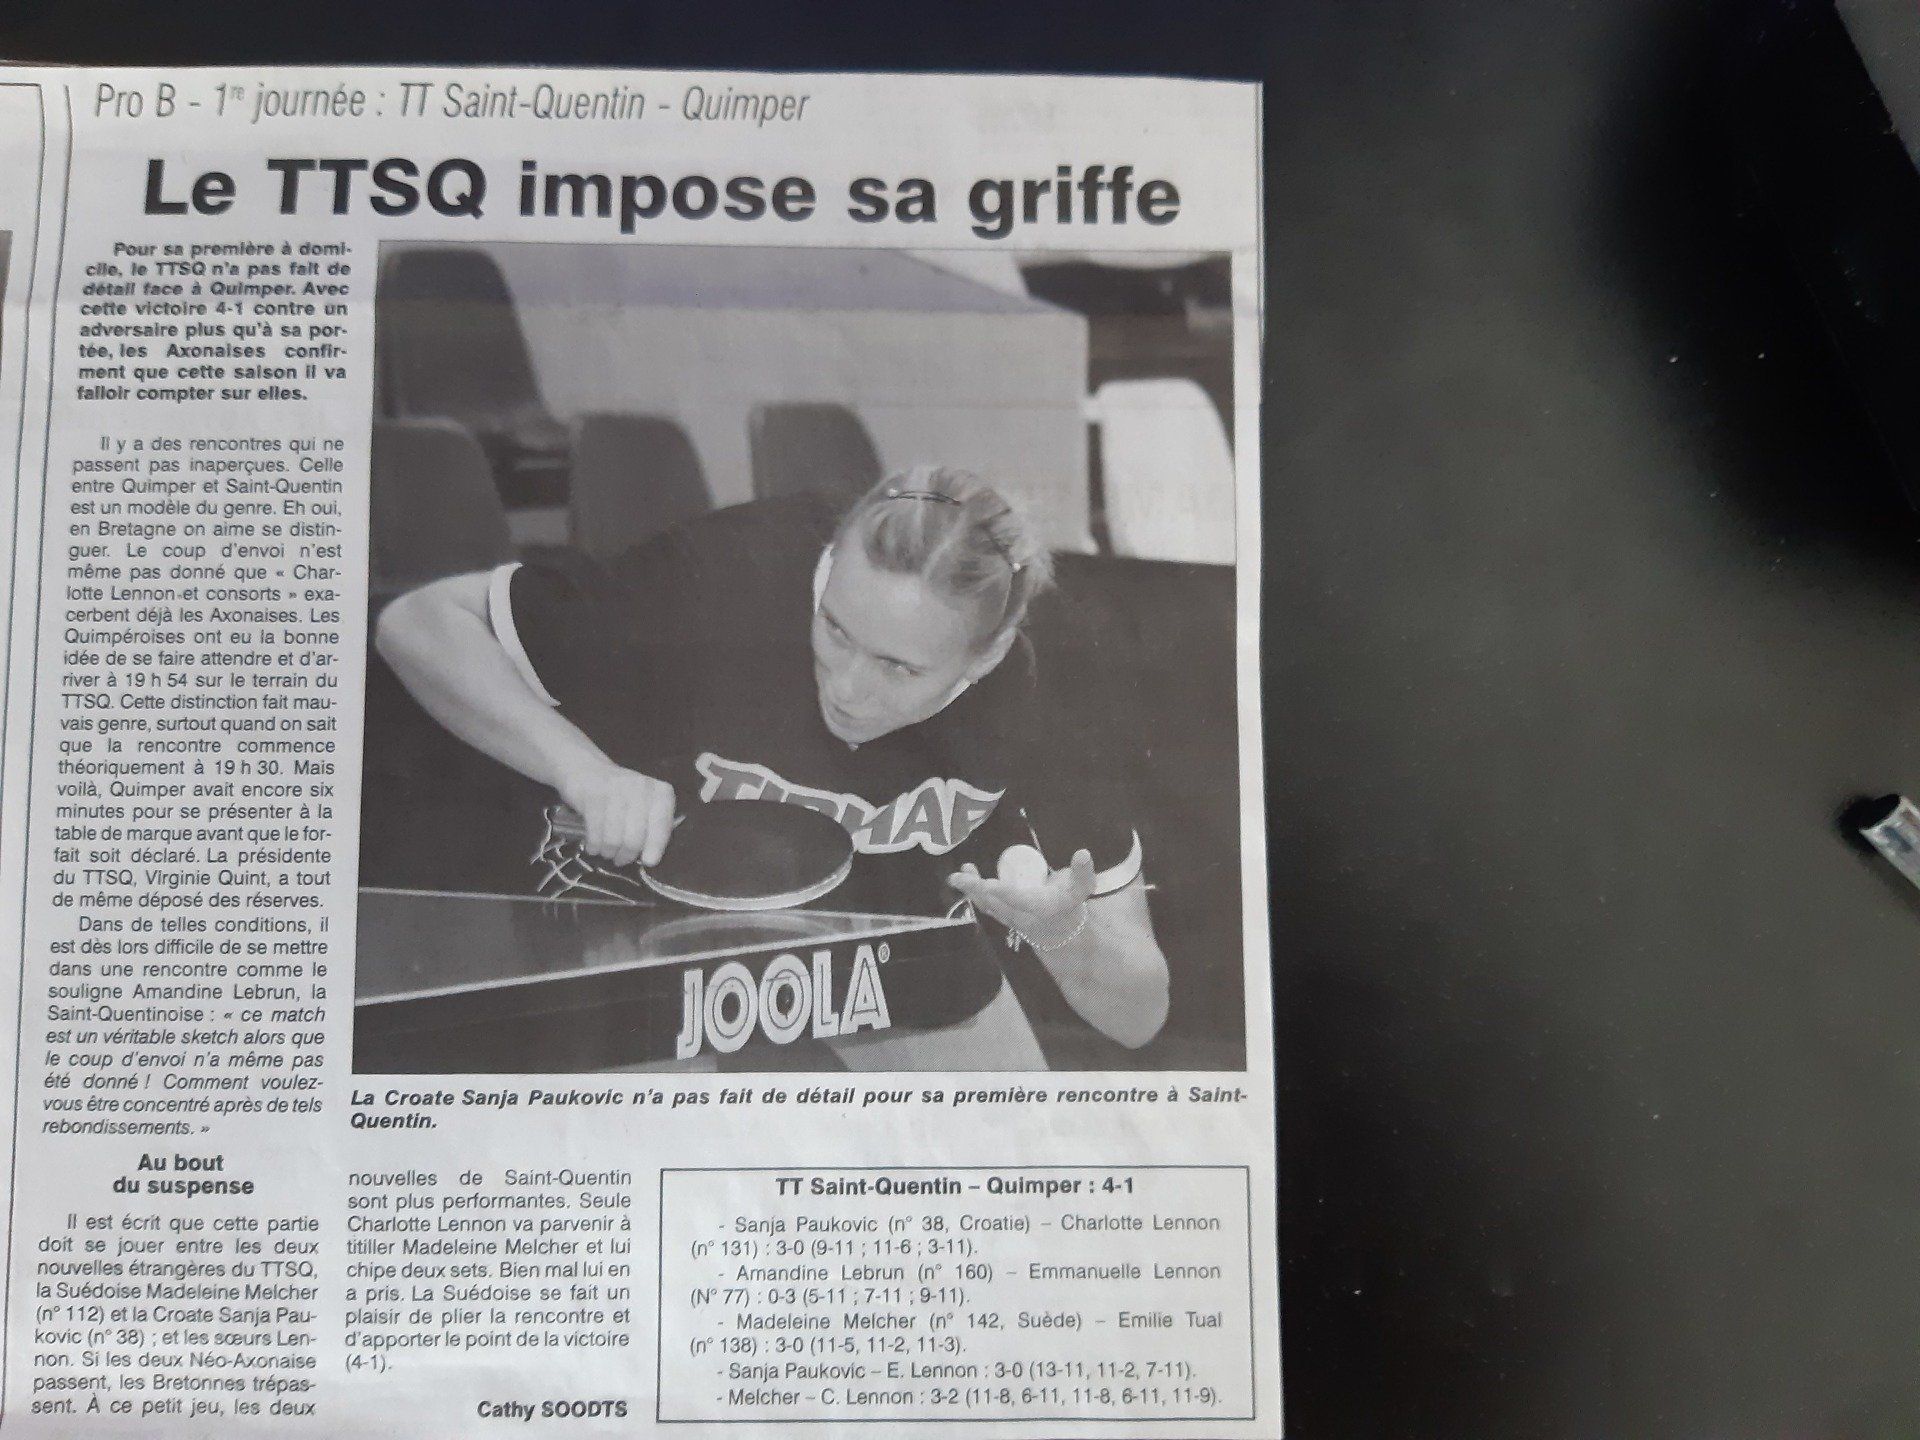 Pro B - 1re journée : TT Saint-Quentin - Quimper
Le TTSQ impose sa griffe
Pour sa première à domi-
cile, le TTSQ n'a pas fait de
détail face à Quimper. Avec
cette victoire 4-1 contre un
adversaire plus qu'à sa por-
tée, les Axonaises confir-
ment que cette saison il va
falloir compter sur elles.
Il y a des rencontres qui ne
passent pas inaperçues. Celle
entre Quimper et Saint-Quentin
est un modèle du genre. Eh oui,
en Bretagne on aime se distin-
guer. Le coup d'envoi n'est
même pas donné que « Char-
lotte Lennon et consorts » exa-
cerbent déjà les Axonaises. Les
Quimpéroises ont eu la bonne
idée de se faire attendre et d'ar-
river à 19 h 54 sur le terrain du
TTSQ. Cette distinction fait mau-
vais genre, surtout quand on sait
que la rencontre commence
théoriquement à 19 h 30. Mais
voilà, Quimper avait encore six
minutes pour se présenter à la
table de marque avant que le for-
fait soit déclaré. La présidente
du TTSQ, Virginie Quint, a tout
de même déposé des réserves.
Dans de telles conditions, il
est dès lors difficile de se mettre
dans une rencontre comme le
souligne Amandine Lebrun, la
Saint-Quentinoise : « ce match
est un véritable sketch alors que
le coup d'envoi n'a même pas
été donné ! Comment voulez-
vous être concentré après de tels
rebondissements. »
Au bout
du suspense
Il est écrit que cette partie
doit se jouer entre les deux
nouvelles étrangères du TTSQ,
la Suédoise Madeleine Melcher
(n° 112) et la Croate Sanja Pau-
kovic (n° 38) ; et les sœurs Len-
non. Si les deux Néo-Axonaise
passent, les Bretonnes trépas-
sent. À ce petit jeu, les deux
nouvelles de Saint-Quentin
sont plus performantes. Seule
Charlotte Lennon va parvenir à
titiller Madeleine Melcher et lui
chipe deux sets. Bien mal lui en
a pris. La Suédoise se fait un
plaisir de plier la rencontre et
d'apporter le point de la victoire
(4-1).
Cathy SOODTS
JOOLA®
La Croate Sanja Paukovic n'a pas fait de détail pour sa première rencontre à Saint-
Quentin.
TT Saint-Quentin – Quimper : 4-1
- Sanja Paukovic (n° 38, Croatie) – Charlotte Lennon
(n° 131) : 3-0 (9-11 ; 11-6 ; 3-11).
- Amandine Lebrun (n° 160) – Emmanuelle Lennon
(N° 77) : 0-3 (5-11 ; 7-11 ; 9-11).
- Madeleine Melcher (n° 142, Suède) – Emilie Tual
(n° 138) : 3-0 (11-5, 11-2, 11-3).
- Sanja Paukovic – E. Lennon : 3-0 (13-11, 11-2, 7-11).
- Melcher – C. Lennon : 3-2 (11-8, 6-11, 11-8, 6-11, 11-9).